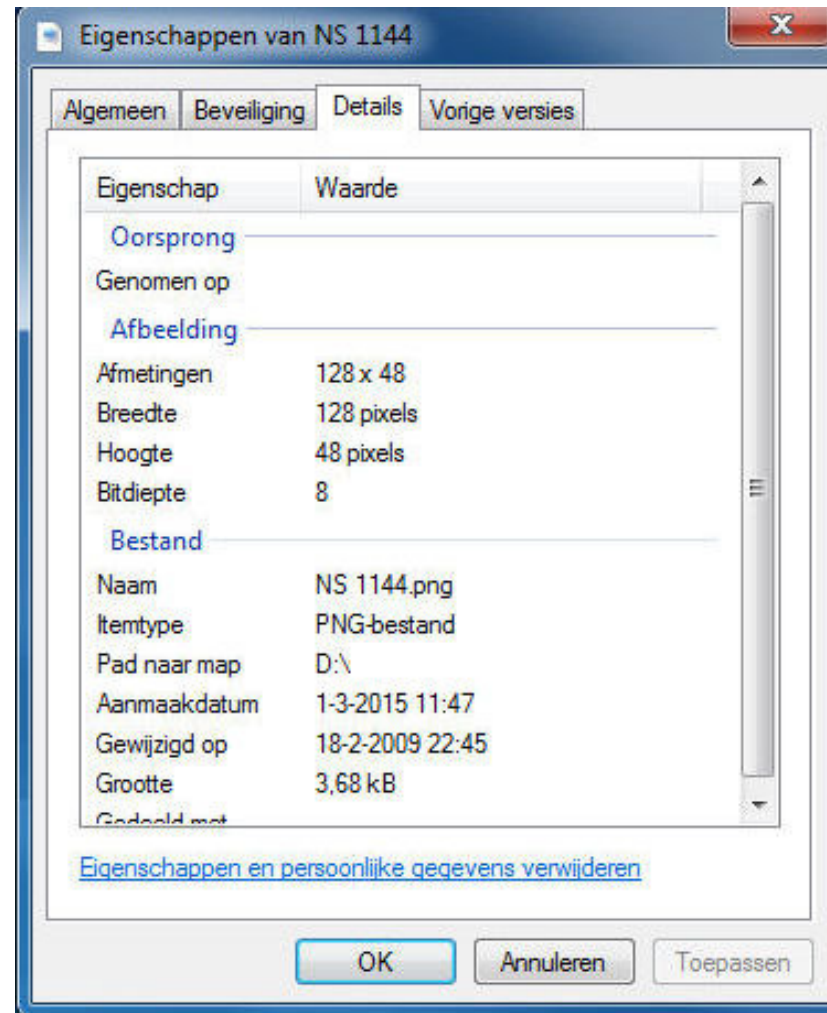 Eigenschappen van NS 1144
Algemeen Beveiliging Details Vorige versies
Eigenschap Waarde
Oorsprong
Genomen op
Afbeelding
Afmetingen 128 x 48
Breedte 128 pixels
Hoogte 48 pixels
Bitdiepte 8
Bestand
Naam NS 1144.png
Itemtype PNG-bestand
Pad naar map D:\
Aanmaakdatum 1-3-2015 11:47
Gewijzigd op 18-2-2009 22:45
Grootte 3,68 kB
Gedeeld met
Eigenschappen en persoonlijke gegevens verwijderen
OK Annuleren Toepassen